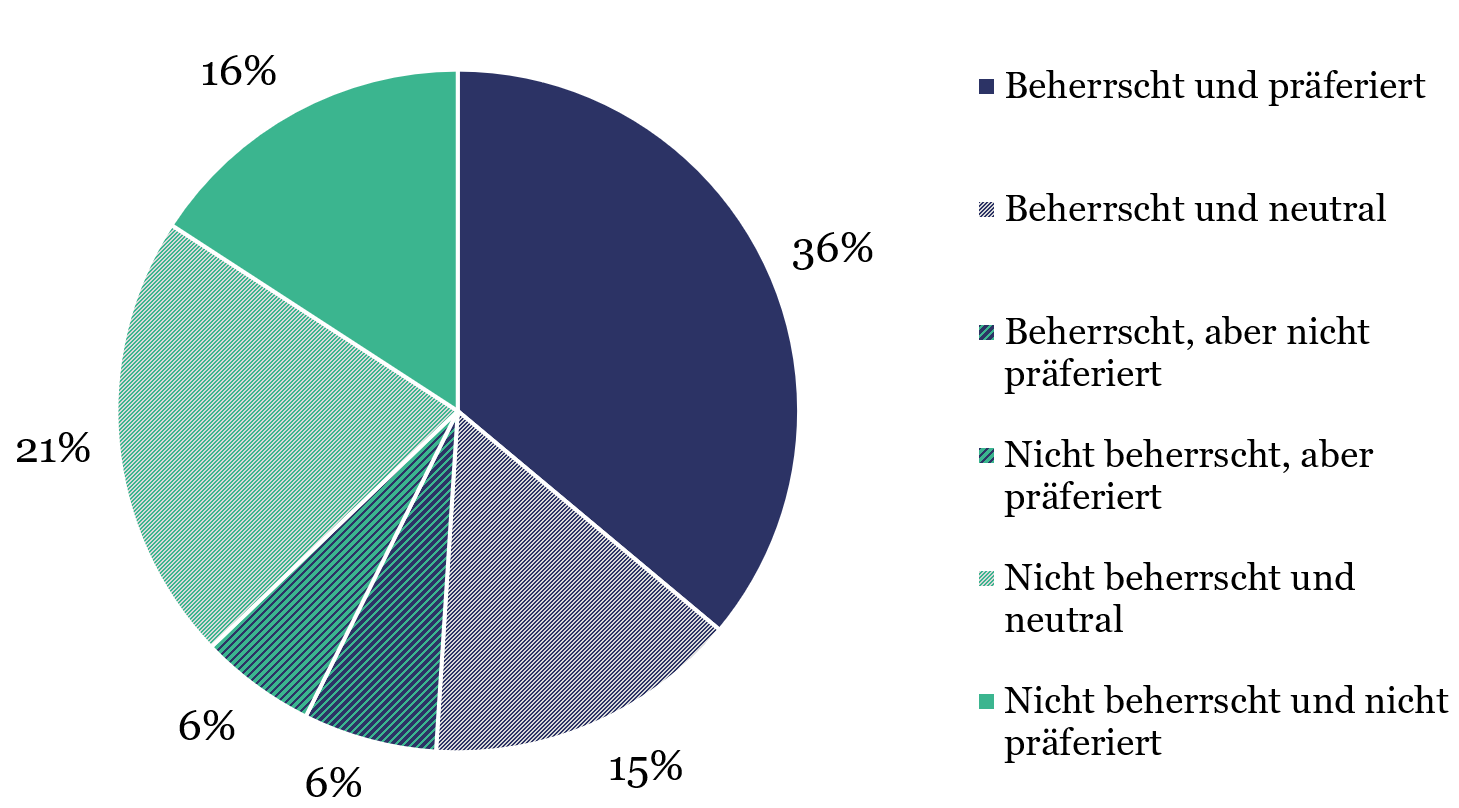 16%
36%
21%
6%
6%
15%
Beherrscht und präferiert
Beherrscht und neutral
Beherrscht, aber nicht
präferiert
Nicht beherrscht, aber
präferiert
Nicht beherrscht und
neutral
Nicht beherrscht und nicht
präferiert